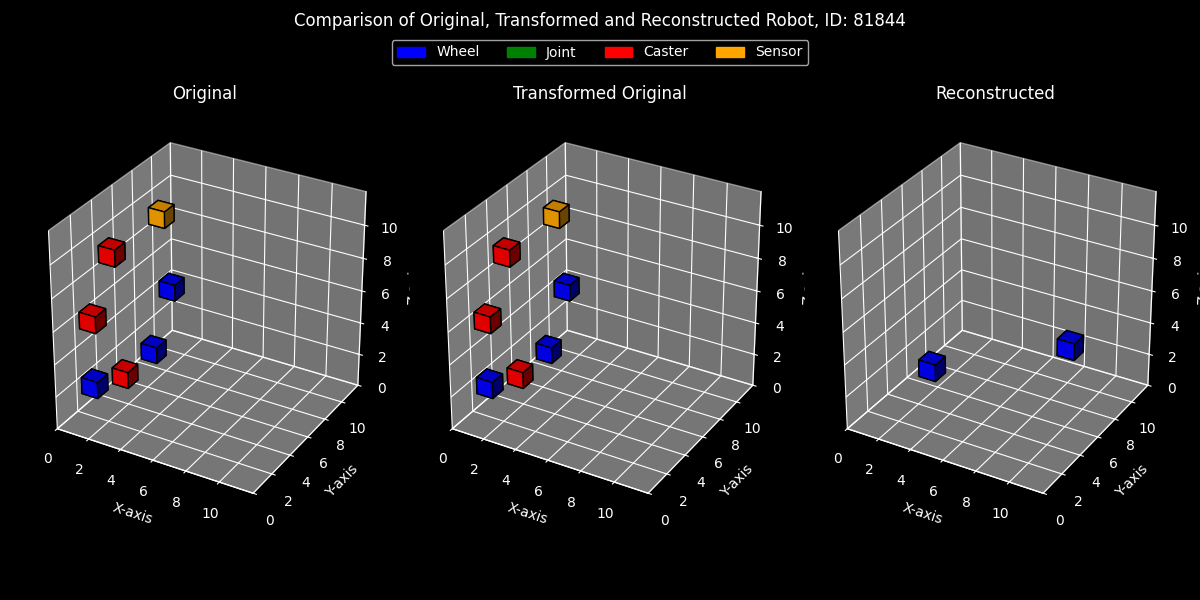 Comparison of Original, Transformed and Reconstructed Robot, ID: 81844
Wheel Joint Caster Sensor
Original Transformed Original Reconstructed
10 10 10
8 8 8
6 6 6
4 4 4
2 2 2
0 0 0
0 2 4 6 8 10
X-axis
0 2 4 6 8 10
Y-axis
0 2 4 6 8 10
X-axis
0 2 4 6 8 10
Y-axis
0 2 4 6 8 10
X-axis
0 2 4 6 8 10
Y-axis